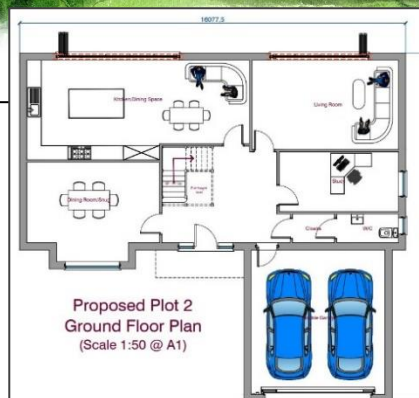 16077.5
Kitchen/Dining Space
Living Room
Study
Dining Room/Snug
Cloaks
W/C
Proposed Plot 2
Ground Floor Plan
(Scale 1:50 @ A1)